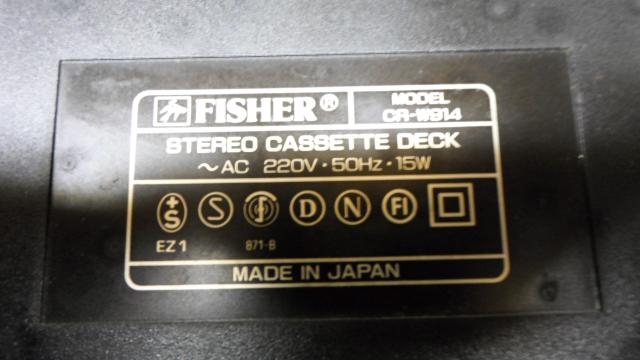 FISHER®
MODEL
CR-W914
STEREO CASSETTE DECK
~AC 220V·50Hz·15W
+S S D N FI
EZ1 871-B
MADE IN JAPAN